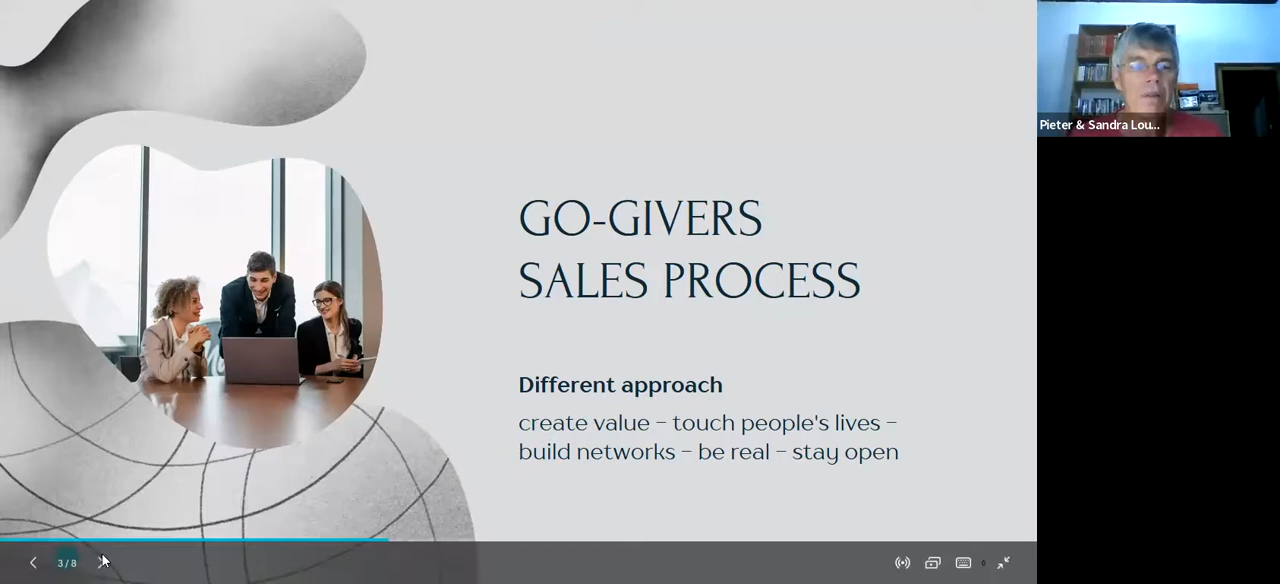 GO-GIVERS
SALES PROCESS
Different approach
create value – touch people's lives –
build networks – be real – stay open
Pieter & Sandra Lou...
3 / 8
0